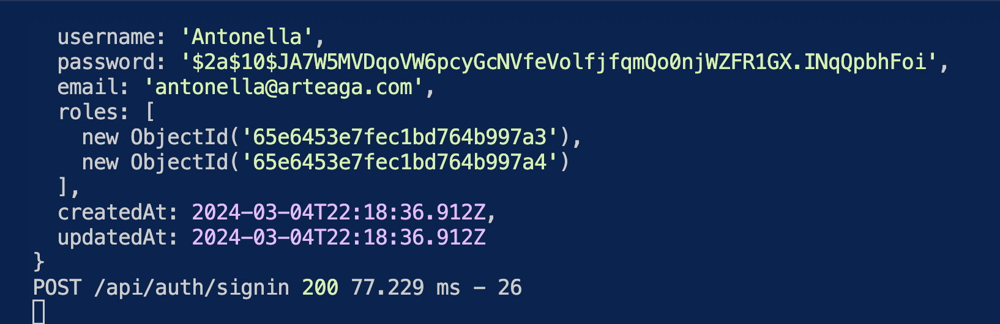 username: 'Antonella',
password: '$2a$10$JA7W5MVDqoVW6pcyGcNVfeVolfjfqmQo0njWZFR1GX.INqQpbhFoi',
email: 'antonella@arteaga.com',
roles: [
new ObjectId('65e6453e7fec1bd764b997a3'),
new ObjectId('65e6453e7fec1bd764b997a4')
],
createdAt: 2024-03-04T22:18:36.912Z,
updatedAt: 2024-03-04T22:18:36.912Z
}
POST /api/auth/signin 200 77.229 ms - 26